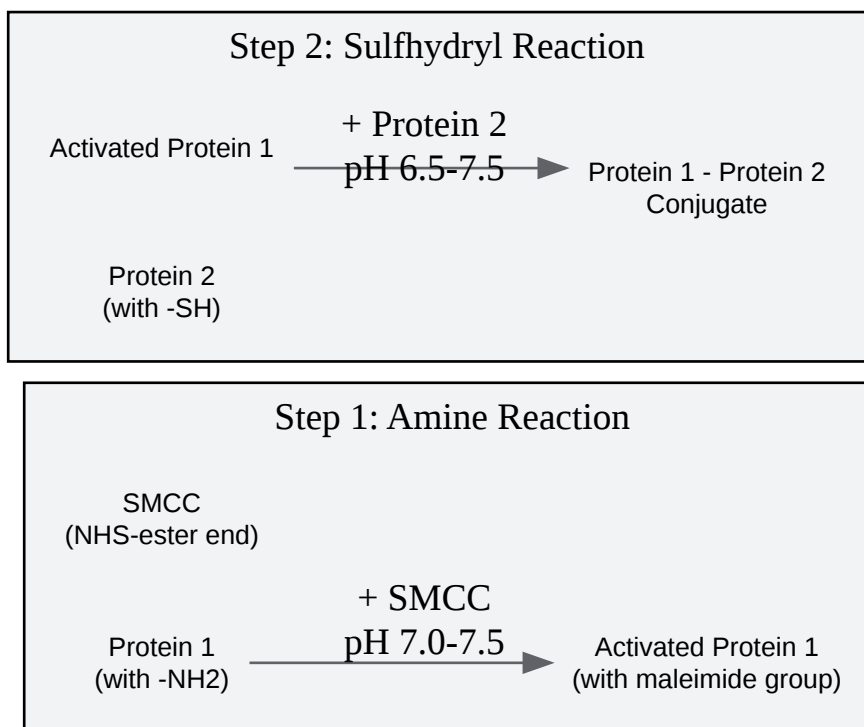 Step 2: Sulfhydryl Reaction
+ Protein 2
pH 6.5-7.5
Activated Protein 1
Protein 1 - Protein 2
Conjugate
Protein 2
(with -SH)
Step 1: Amine Reaction
SMCC
(NHS-ester end)
+ SMCC
pH 7.0-7.5
Protein 1
(with -NH2)
Activated Protein 1
(with maleimide group)